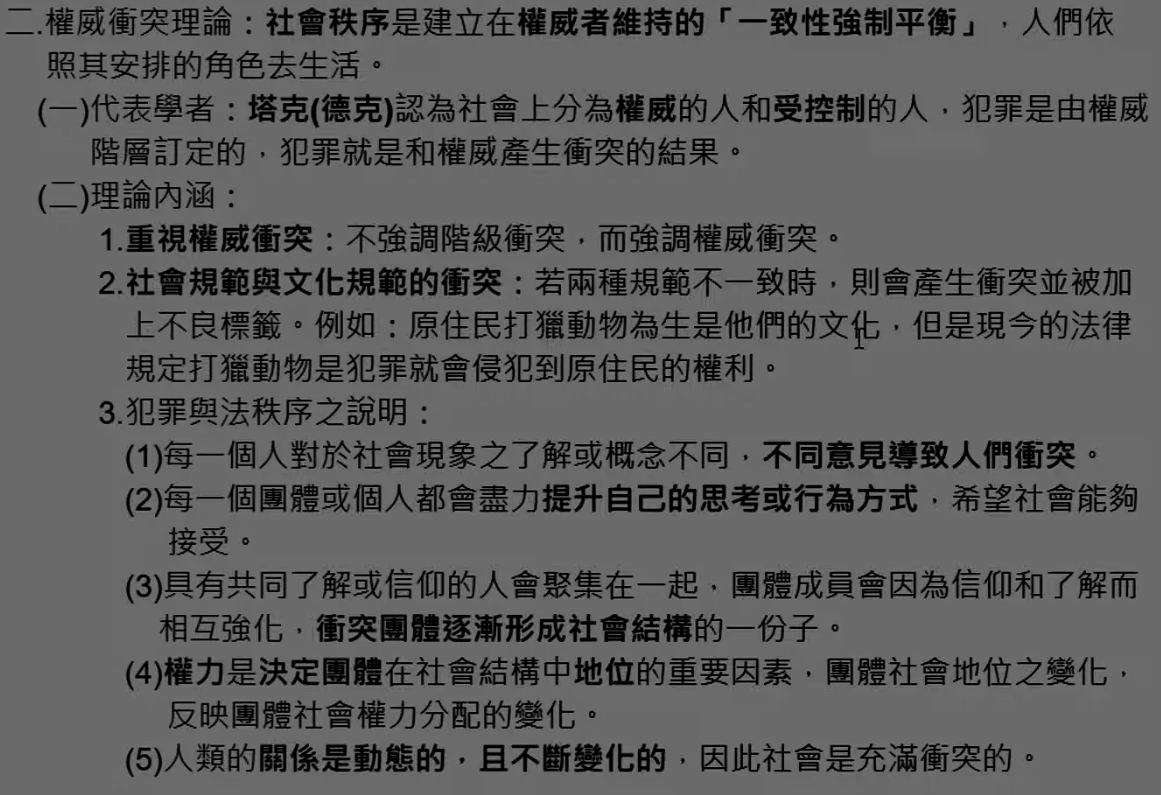 二.權威衝突理論：社會秩序是建立在權威者維持的「一致性強制平衡」，人們依
照其安排的角色去生活。
(一)代表學者：塔克(德克)認為社會上分為權威的人和受控制的人，犯罪是由權威
階層訂定的，犯罪就是和權威產生衝突的結果。
(二)理論內涵：
1.重視權威衝突：不強調階級衝突，而強調權威衝突。
2.社會規範與文化規範的衝突：若兩種規範不一致時，則會產生衝突並被加
上不良標籤。例如：原住民打獵動物為生是他們的文化，但是現今的法律
規定打獵動物是犯罪就會侵犯到原住民的權利。
3.犯罪與法秩序之說明：
(1)每一個人對於社會現象之了解或概念不同，不同意見導致人們衝突。
(2)每一個團體或個人都會盡力提升自己的思考或行為方式，希望社會能夠
接受。
(3)具有共同了解或信仰的人會聚集在一起，團體成員會因為信仰和了解而
相互強化，衝突團體逐漸形成社會結構的一份子。
(4)權力是決定團體在社會結構中地位的重要因素，團體社會地位之變化，
反映團體社會權力分配的變化。
(5)人類的關係是動態的，且不斷變化的，因此社會是充滿衝突的。